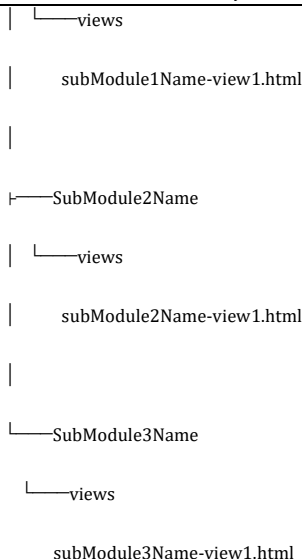 │ └───views
│ subModule1Name-view1.html
│
├───SubModule2Name
│ └───views
│ subModule2Name-view1.html
│
└───SubModule3Name
└───views
subModule3Name-view1.html